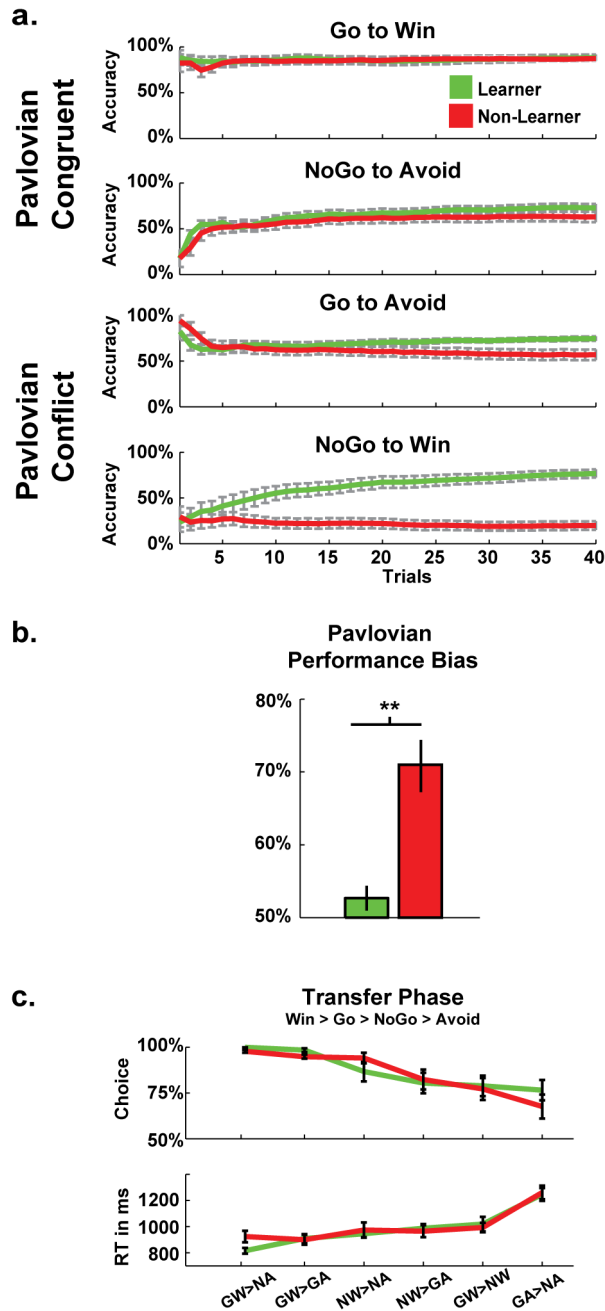 a.
Pavlovian
Congruent
Go to Win
Accuracy
100%
50%
0%
Learner
Non-Learner
NoGo to Avoid
Accuracy
100%
50%
0%
Pavlovian
Conflict
Go to Avoid
Accuracy
100%
50%
0%
NoGo to Win
Accuracy
100%
50%
0%
5 10 15 20 25 30 35 40
Trials
b.
Pavlovian
Performance Bias
80%
**
70%
60%
50%
c.
Transfer Phase
Win > Go > NoGo > Avoid
Choice
100%
75%
50%
RT in ms
1200
1000
800
GW>NA GW>GA NW>NA NW>GA GW>NW GA>NA